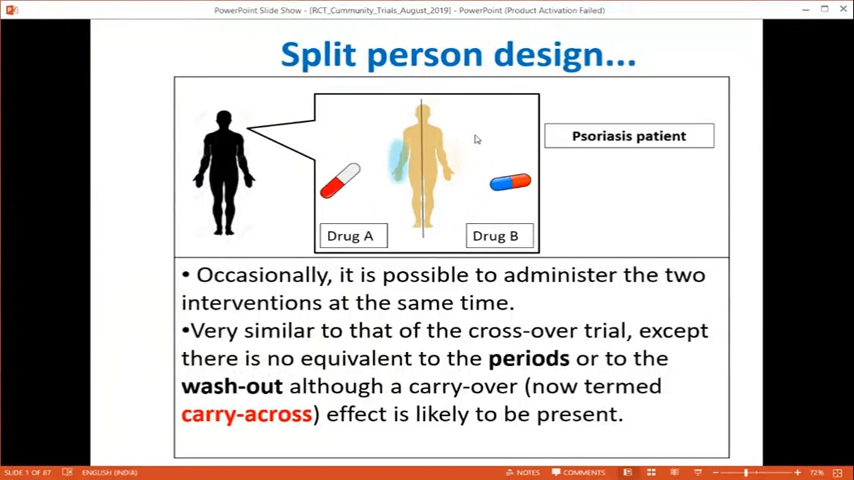 PowerPoint Slide Show - [RCT_Cummunity_Trials_August_2019] - PowerPoint (Product Activation Failed)
Split person design...
Psoriasis patient
Drug A
Drug B
• Occasionally, it is possible to administer the two
interventions at the same time.
•Very similar to that of the cross-over trial, except
there is no equivalent to the periods or to the
wash-out although a carry-over (now termed
carry-across) effect is likely to be present.
SLIDE 1 OF 87
ENGLISH (INDIA)
NOTES
COMMENTS
72%